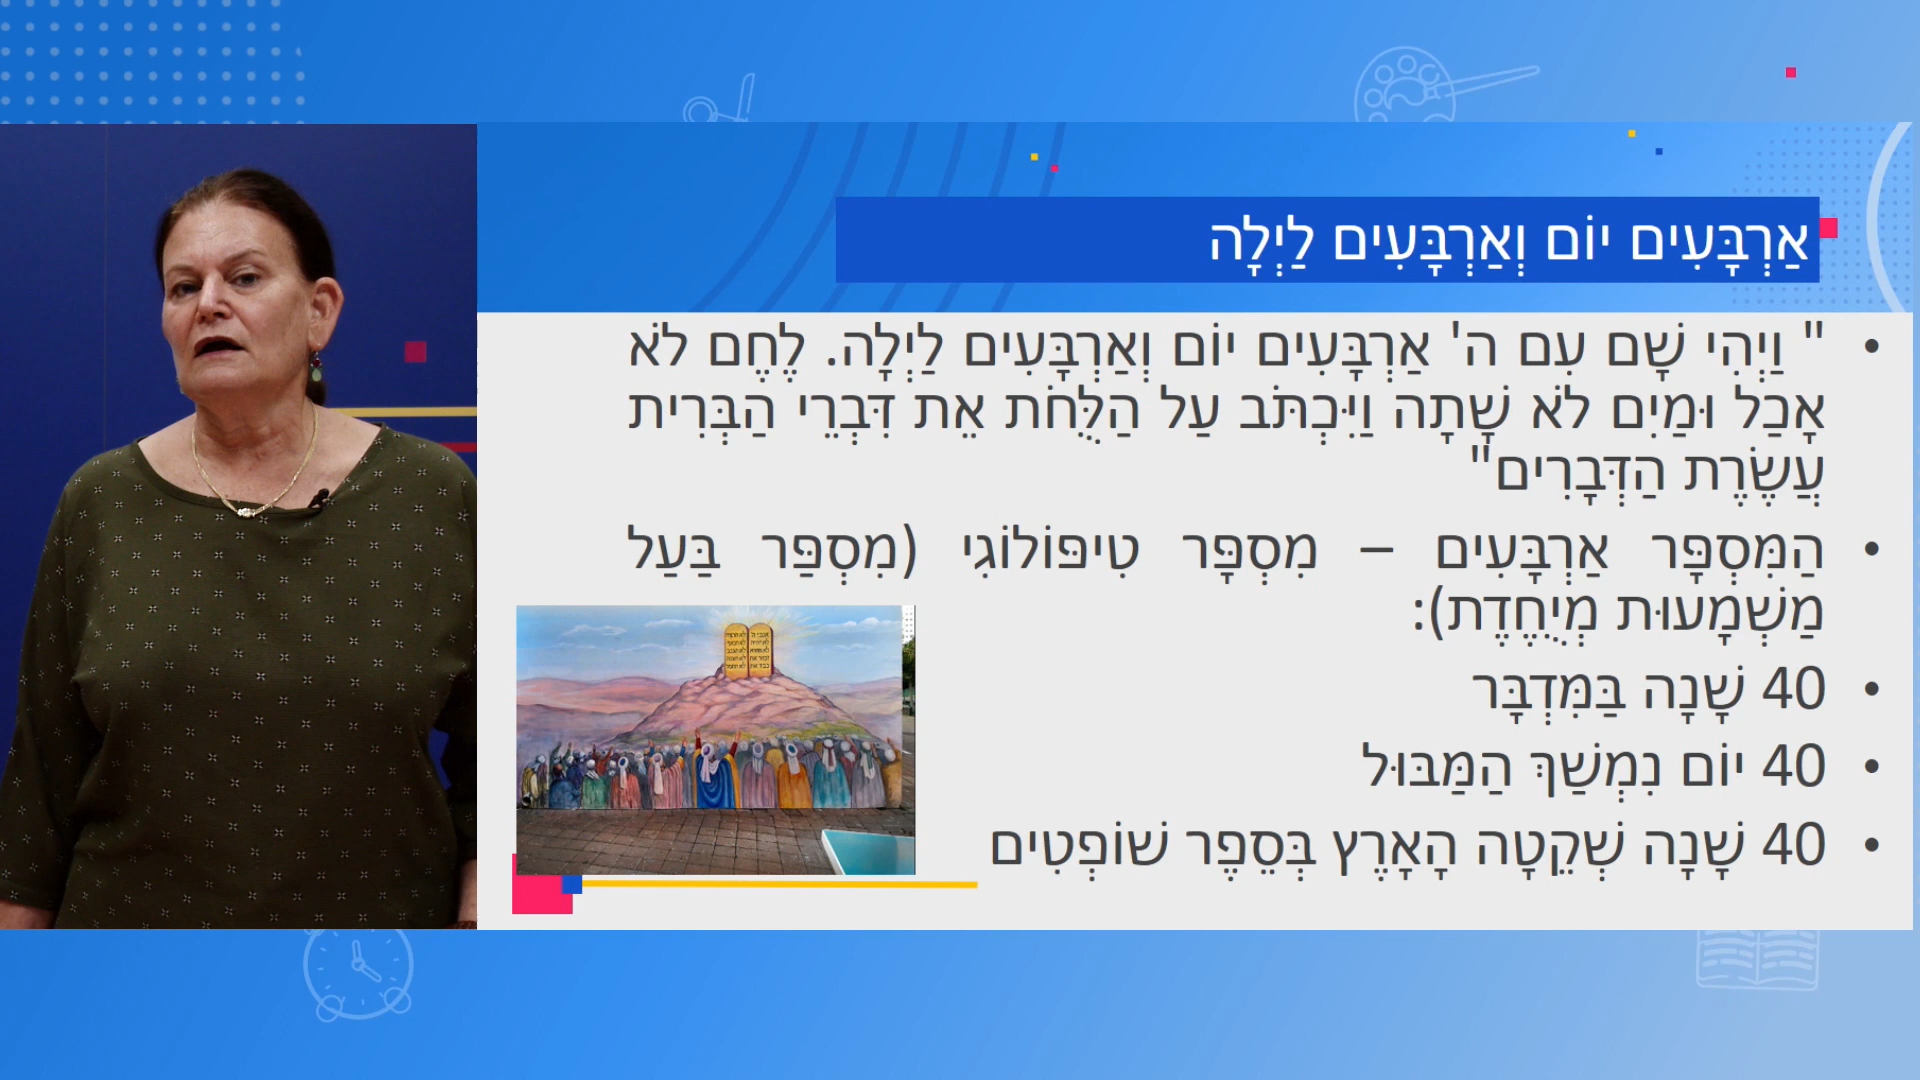 אַרְבָּעִים יוֹם וְאַרְבָּעִים לַיְלָה
• " וַיְהִי שָׁם עִם ה' אַרְבָּעִים יוֹם וְאַרְבָּעִים לַיְלָה. לֶחֶם לֹא
אָכַל וּמַיִם לֹא שָׁתָה וַיִּכְתֹּב עַל הַלֻּחֹת אֵת דִּבְרֵי הַבְּרִית
עֲשֶׂרֶת הַדְּבָרִים"
• הַמִּסְפָּר אַרְבָּעִים – מִסְפָּר טִיפּוֹלוֹגִי (מִסְפַּר בַּעַל
מַשְׁמָעוּת מְיֻחֶדֶת):
• 40 שָׁנָה בַּמִּדְבָּר
• 40 יוֹם נִמְשַׁךְ הַמַּבּוּל
• 40 שָׁנָה שְׁקֵטָה הָאָרֶץ בְּסֵפֶר שׁוֹפְטִים